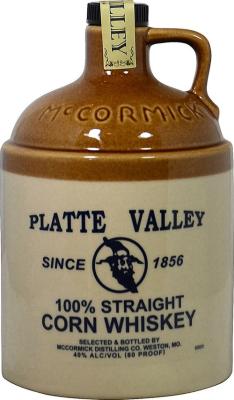 LLEY
McCORMICK
PLATTE VALLEY
SINCE 1856
100% STRAIGHT
CORN WHISKEY
SELECTED & BOTTLED BY
McCORMICK DISTILLING CO. WESTON, MO.
40% ALC/VOL (80 PROOF)